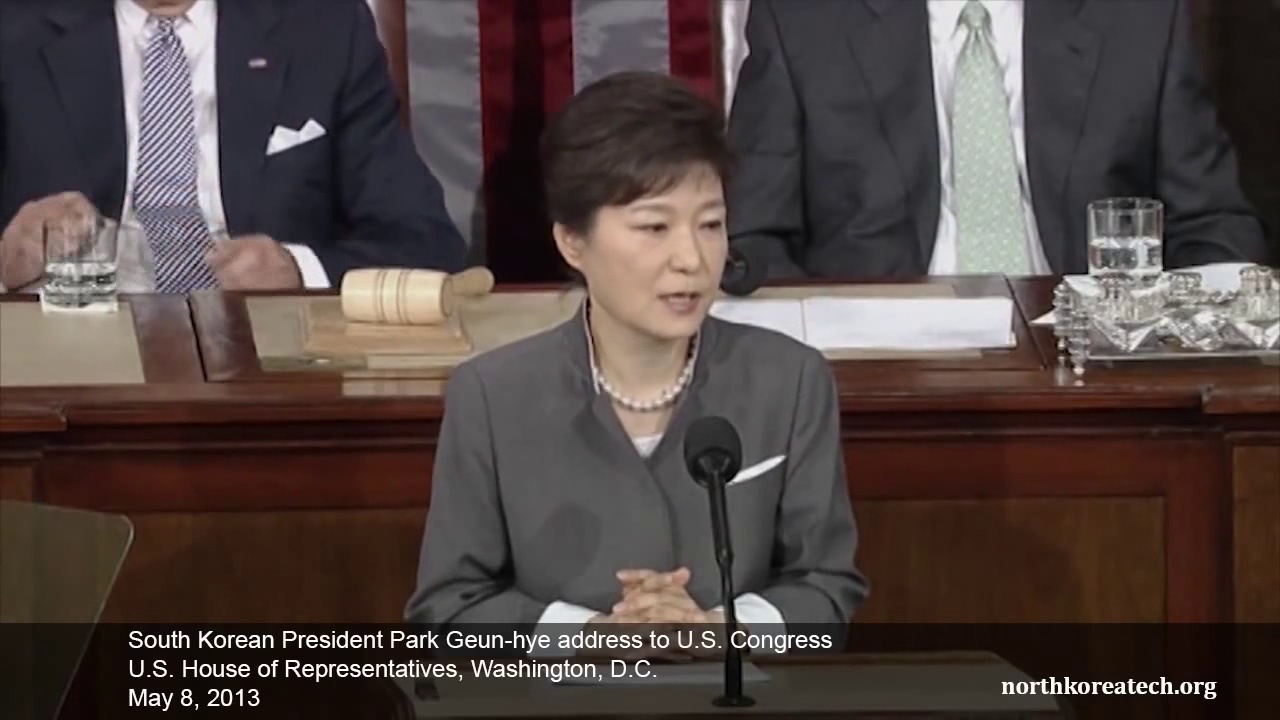 South Korean President Park Geun-hye address to U.S. Congress
U.S. House of Representatives, Washington, D.C.
May 8, 2013
northkoreatech.org